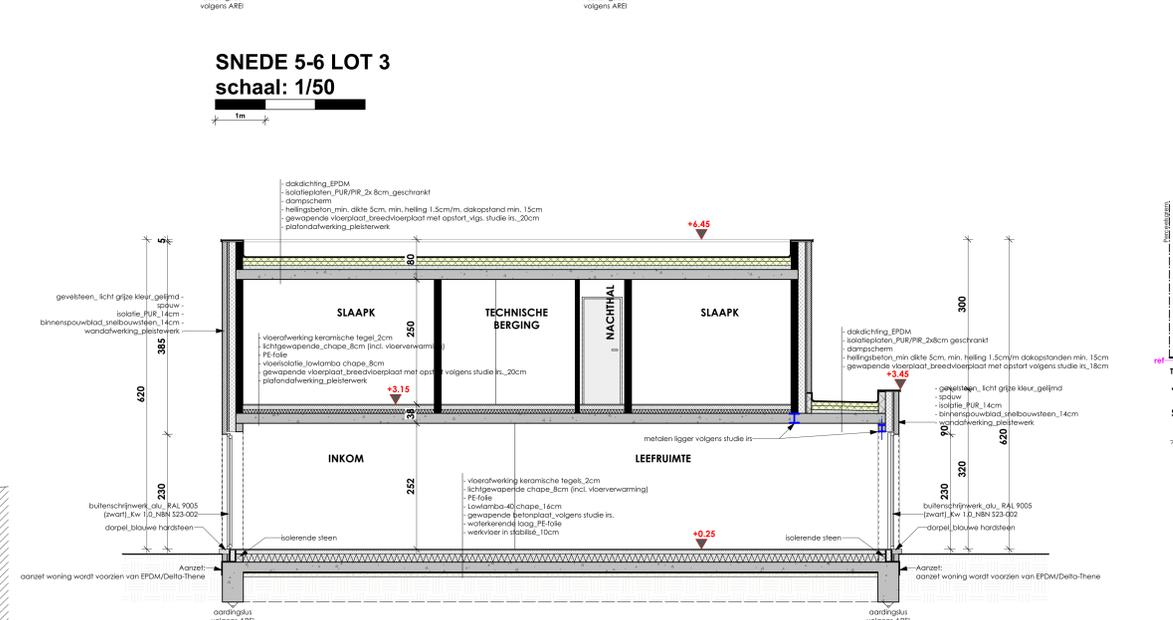 volgens AREI
volgens AREI
SNEDE 5-6 LOT 3
schaal: 1/50
1m
- dakdichting_EPDM
- isolatieplaten_PUR/PIR_2x 8cm_geschrankt
- dampscherm
- hellingsbeton_min. dikte 5cm, min. helling 1.5cm/m. dakopstand min. 15cm
- gewapende vloerplaat_breedvloerplaat met opstort_vlgs. studie irs._20cm
- plafondafwerking_pleisterwerk
+6.45
5
80
gevelsteen_ licht grijze kleur_gelijmd -
spouw -
isolatie_PUR_14cm -
binnenspouwblad_snelbouwsteen_14cm -
wandafwerking_pleistewerk -
385
620
SLAAPK
TECHNISCHE
BERGING
NACHTHAL
SLAAPK
250
300
- vloerafwerking keramische tegel_2cm
- lichtgewapende_chape_8cm (incl. vloerverwarming)
- PE-folie
- vloerisolatie_lowlamba chape_8cm
- gewapende vloerplaat_breedvloerplaat met opstort volgens studie irs._20cm
- plafondafwerking_pleisterwerk
- dakdichting_EPDM
- isolatieplaten_PUR/PIR_2x8cm geschrankt
- dampscherm
- hellingsbeton_min dikte 5cm, min. helling 1.5cm/m dakopstanden min. 15cm
- gewapende vloerplaat_breedvloerplaat met opstort volgens studie irs._18cm
ref
+3.15
38
+3.45
- gevelsteen_ licht grijze kleur_gelijmd
- spouw
- isolatie_PUR_14cm
- binnenspouwblad_snelbouwsteen_14cm
- wandafwerking_pleistewerk
90
620
metalen ligger volgens studie irs
INKOM
LEEFRUIMTE
320
230
252
230
- vloerafwerking keramische tegels_2cm
- lichtgewapende chape_8cm (incl. vloerverwarming)
- PE-folie
- Lowlamba-40 chape_16cm
- gewapende betonplaat_volgens studie irs.
- waterkerende laag_PE-folie
- werkvloer in stabilisé_10cm
buitenschrijnwerk_alu_ RAL 9005
(zwart)_Kw 1,0_NBN S23-002
dorpel_blauwe hardsteen
isolerende steen
+0.25
isolerende steen
buitenschrijnwerk_alu_ RAL 9005
(zwart)_Kw 1,0_NBN S23-002
dorpel_blauwe hardsteen
Aanzet:
aanzet woning wordt voorzien van EPDM/Delta-Thene
Aanzet:
aanzet woning wordt voorzien van EPDM/Delta-Thene
aardingslus
aardingslus